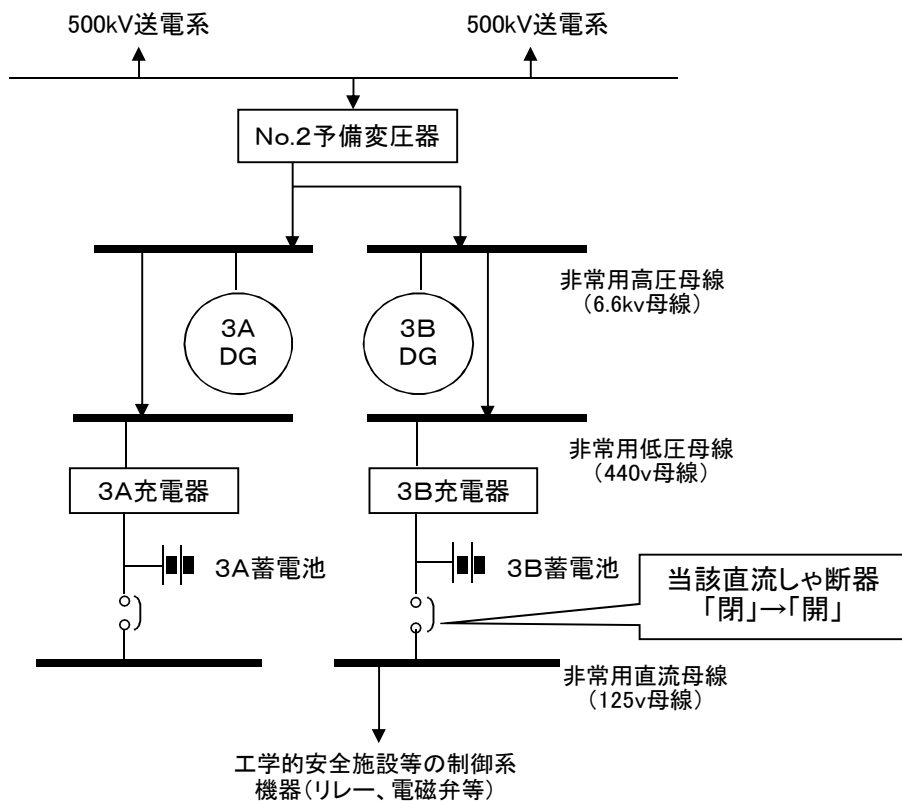 500kV送電系
500kV送電系
No.2予備変圧器
非常用高圧母線
（6.6kv母線）
3A
DG
3B
DG
非常用低圧母線
（440v母線）
3A充電器
3B充電器
3A蓄電池
3B蓄電池
当該直流しゃ断器
「閉」→「開」
非常用直流母線
（125v母線）
工学的安全施設等の制御系
機器（リレー、電磁弁等）